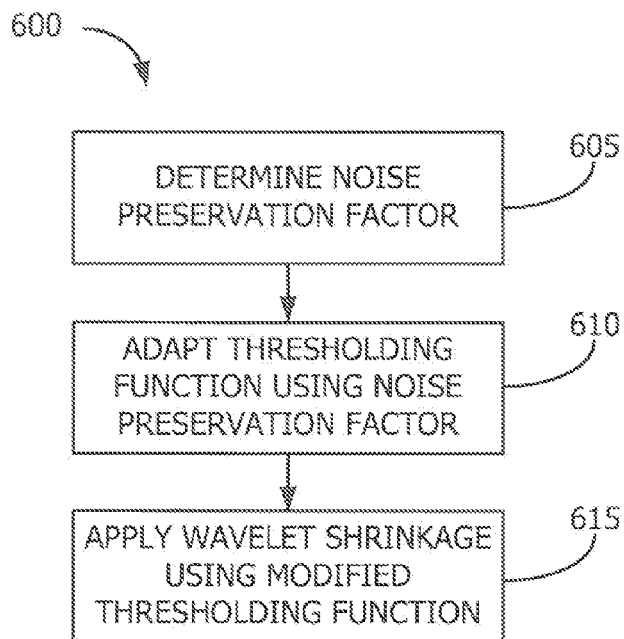 600
605
DETERMINE NOISE
PRESERVATION FACTOR
610
ADAPT THRESHOLDING
FUNCTION USING NOISE
PRESERVATION FACTOR
615
APPLY WAVELET SHRINKAGE
USING MODIFIED
THRESHOLDING FUNCTION